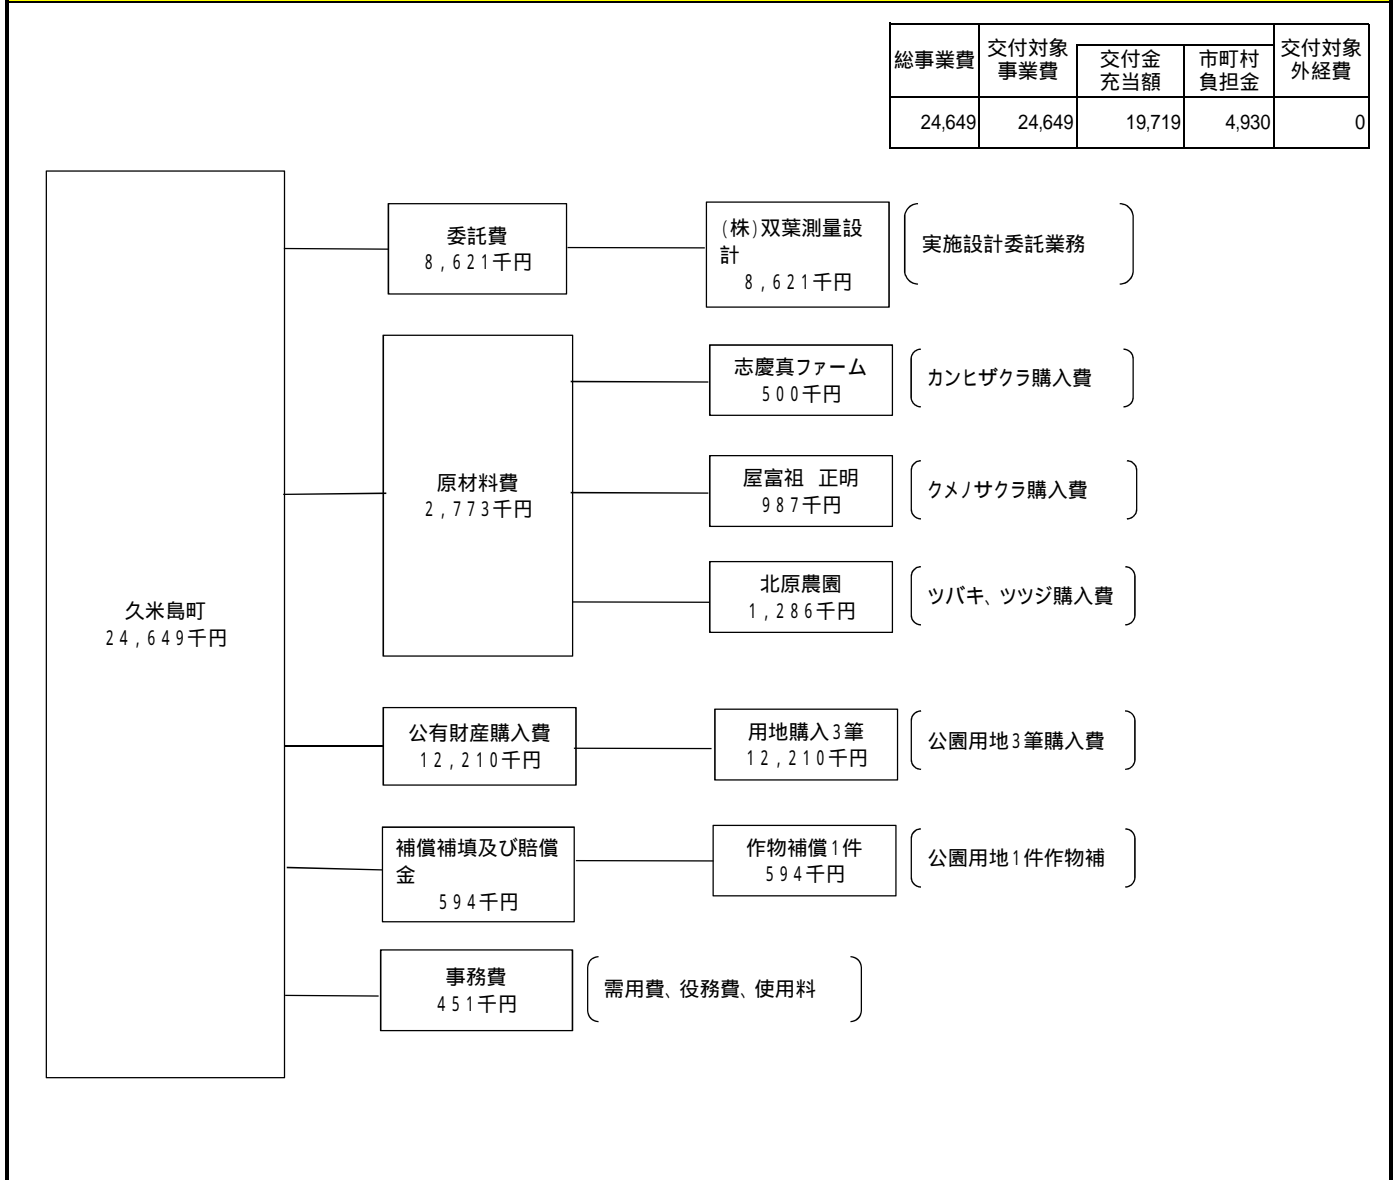 総事業費
交付対象
事業費
交付金
充当額
市町村
負担金
交付対象
外経費
24,649
24,649
19,719
4,930
0
久米島町
24,649千円
委託費
8,621千円
(株)双葉測量設
計
8,621千円
実施設計委託業務
原材料費
2,773千円
志慶真ファーム
500千円
カンヒザクラ購入費
屋富祖 正明
987千円
クメノサクラ購入費
北原農園
1,286千円
ツバキ、ツツジ購入費
公有財産購入費
12,210千円
用地購入3筆
12,210千円
公園用地3筆購入費
補償補填及び賠償
金
594千円
作物補償1件
594千円
公園用地1件作物補
事務費
451千円
需用費、役務費、使用料